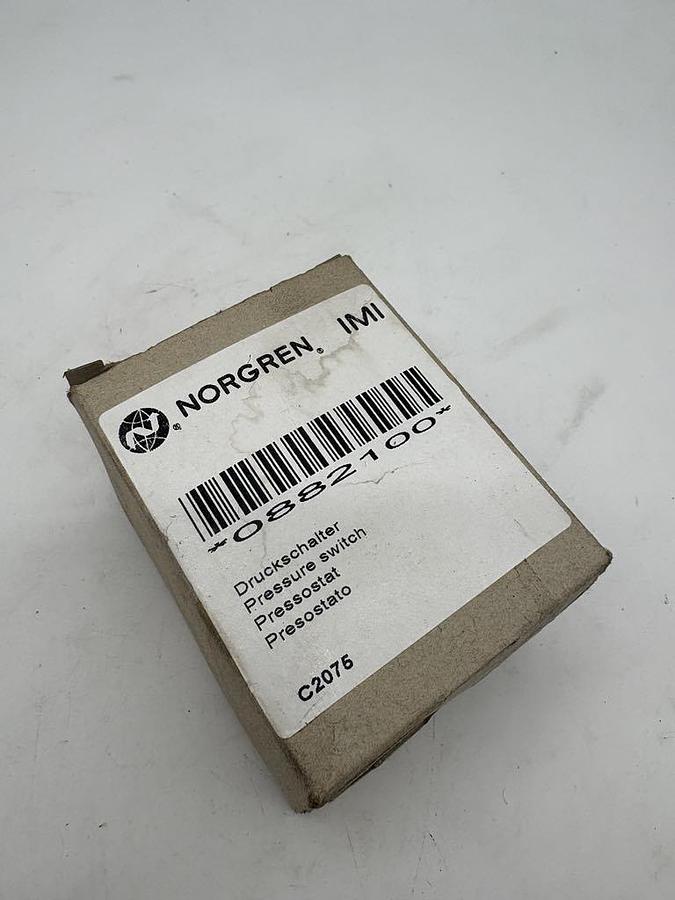 NORGREN® IMI
®
*0882100*
Druckschalter
Pressure switch
Pressostat
Presostato
C2075